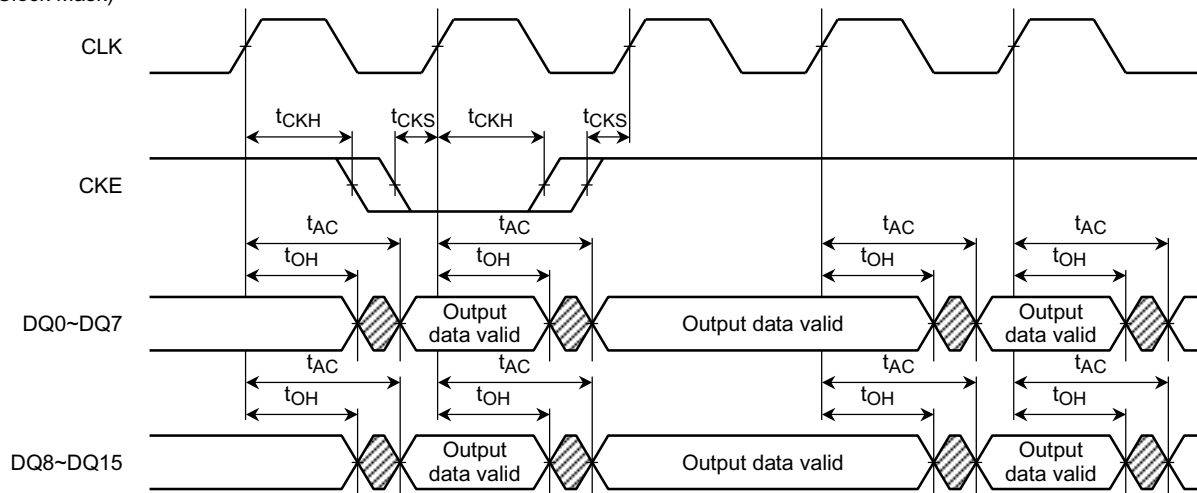 CLK
tCKH tCKS tCKH tCKS
CKE
tAC tAC tAC tAC
tOH tOH tOH tOH
DQ0~DQ7
Output data valid
Output data valid
Output data valid
tAC tAC tAC tAC
tOH tOH tOH tOH
DQ8~DQ15
Output data valid
Output data valid
Output data valid